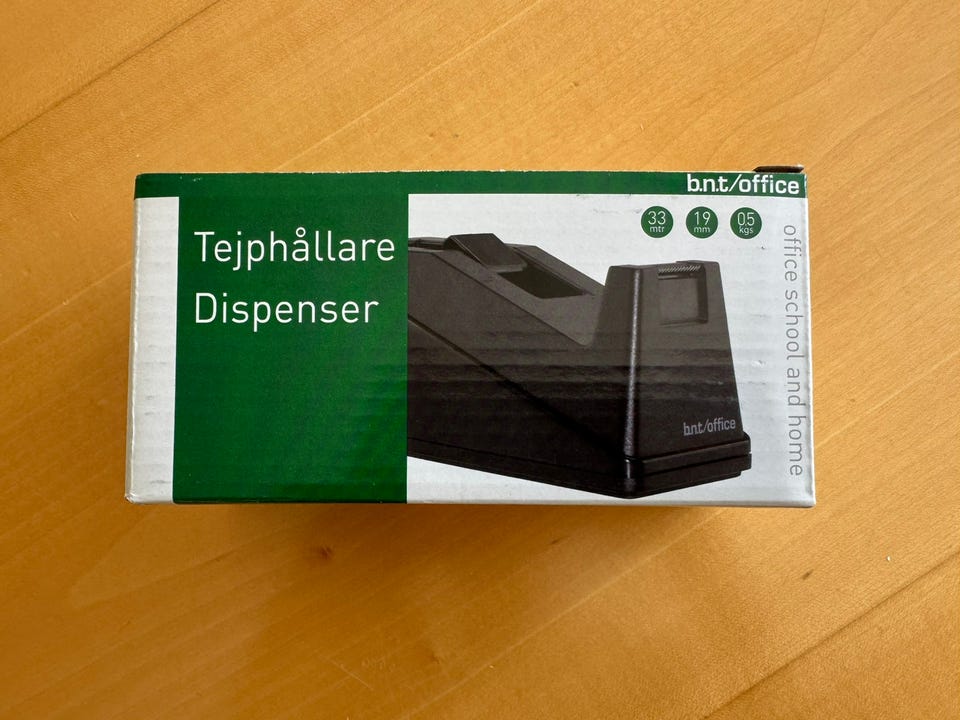 b.n.t/office
33
mtr
19
mm
0,5
kgs
Tejphållare
Dispenser
b.n.t/office
office school and home